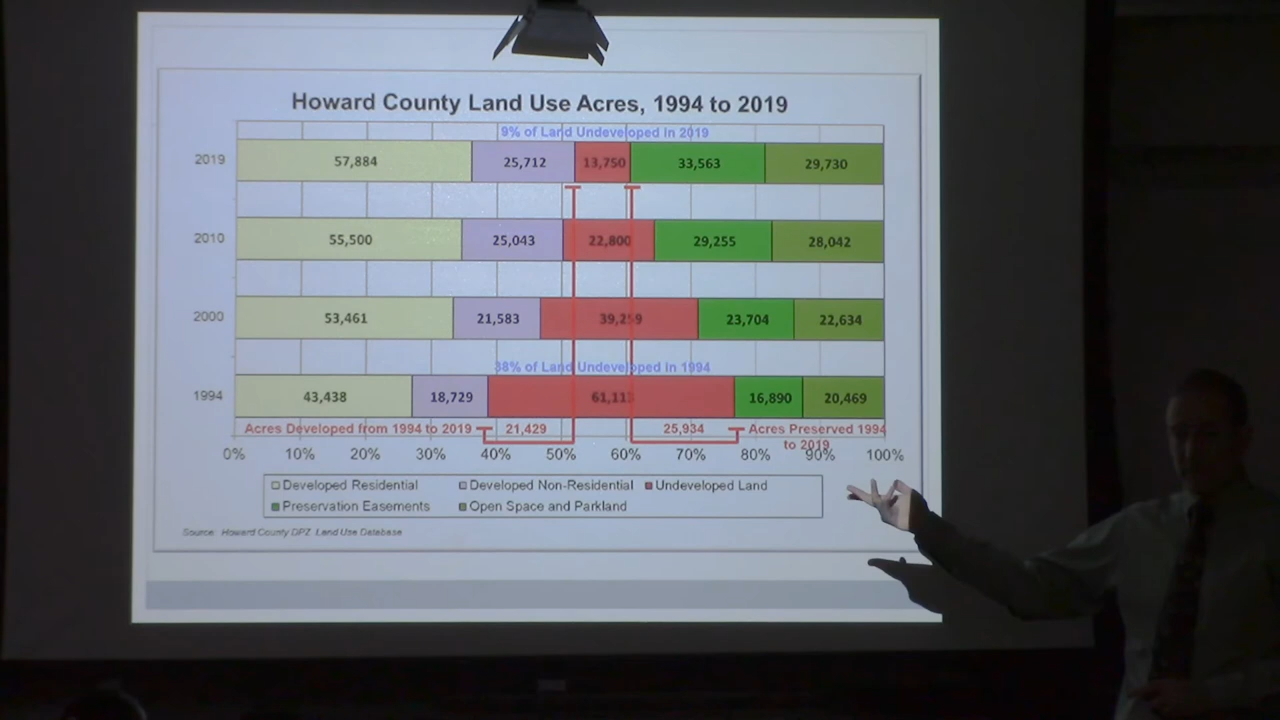 Howard County Land Use Acres, 1994 to 2019
9% of Land Undeveloped in 2019
2019 57,884 25,712 13,750 33,563 29,730
2010 55,500 25,043 22,800 29,255 28,042
2000 53,461 21,583 39,259 23,704 22,634
38% of Land Undeveloped in 1994
1994 43,438 18,729 61,113 16,890 20,469
Acres Developed from 1994 to 2019 21,429 25,934 Acres Preserved 1994
to 2019
0% 10% 20% 30% 40% 50% 60% 70% 80% 90% 100%
Developed Residential Developed Non-Residential Undeveloped Land
Preservation Easements Open Space and Parkland
Source: Howard County DPZ Land Use Database